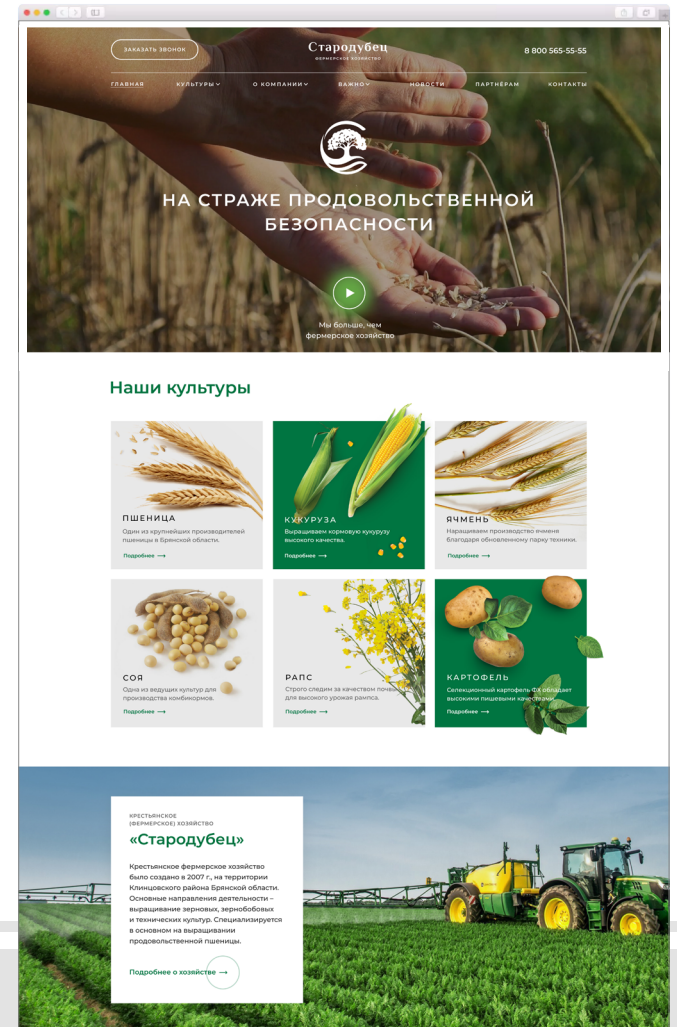 ЗАКАЗАТЬ ЗВОНОК
Стародубец
ФЕРМЕРСКОЕ ХОЗЯЙСТВО
8 800 565-55-55
ГЛАВНАЯ КУЛЬТУРЫ О КОМПАНИИ ВАЖНО НОВОСТИ ПАРТНЁРАМ КОНТАКТЫ
НА СТРАЖЕ ПРОДОВОЛЬСТВЕННОЙ
БЕЗОПАСНОСТИ
Мы больше, чем
фермерское хозяйство
Наши культуры
ПШЕНИЦА
Один из крупнейших производителей
пшеницы в Брянской области.
Подробнее →
КУКУРУЗА
Выращиваем кормовую кукурузу
высокого качества.
Подробнее →
ЯЧМЕНЬ
Наращиваем производство ячменя
благодаря обновленному парку техники.
Подробнее →
СОЯ
Одна из ведущих культур для
производства комбикормов.
Подробнее →
РАПС
Строго следим за качеством почвы
для высокого урожая рампса.
Подробнее →
КАРТОФЕЛЬ
Селекционный картофель ФХ обладает
высокими пищевыми качествами.
Подробнее →
КРЕСТЬЯНСКОЕ
(ФЕРМЕРСКОЕ) ХОЗЯЙСТВО
«Стародубец»
Крестьянское фермерское хозяйство
было создано в 2007 г., на территории
Клинцовского района Брянской области.
Основные направления деятельности –
выращивание зерновых, зернобобовых
и технических культур. Специализируется
в основном на выращивании
продовольственной пшеницы.
Подробнее о хозяйстве →